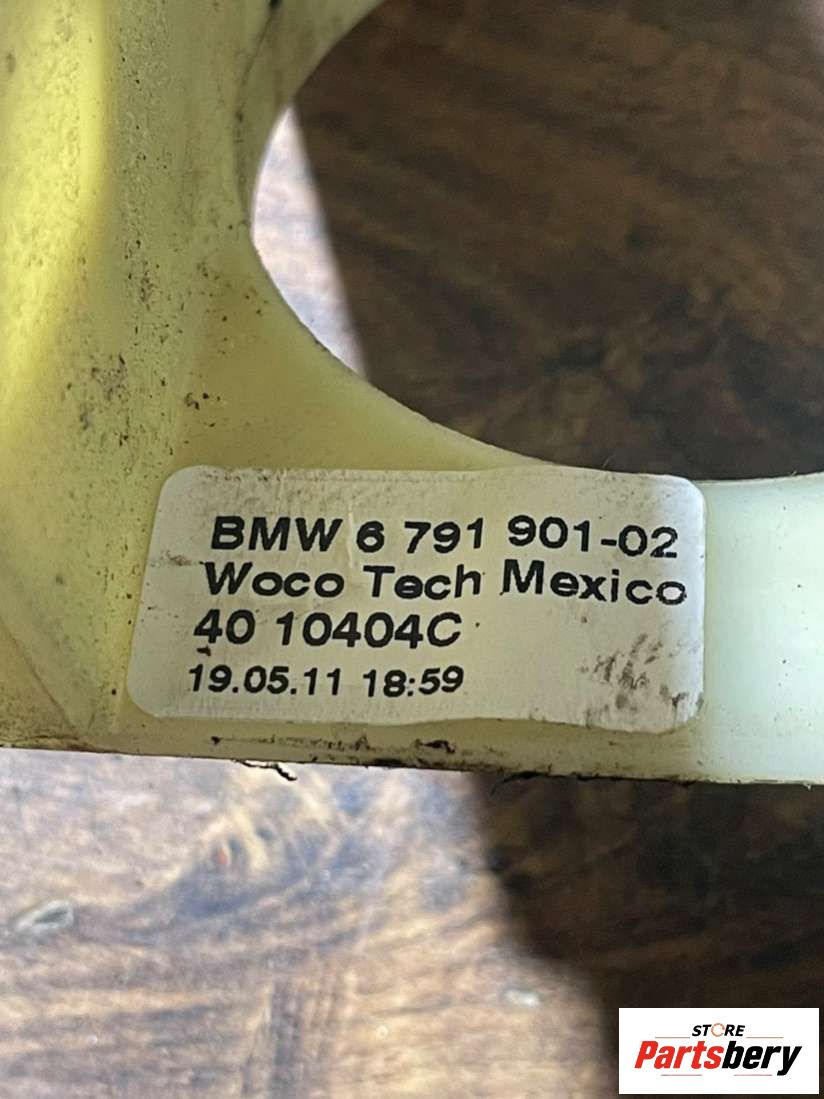 BMW 6 791 901-02
Woco Tech Mexico
40 10404C
19.05.11 18:59
STORE
Partsbery